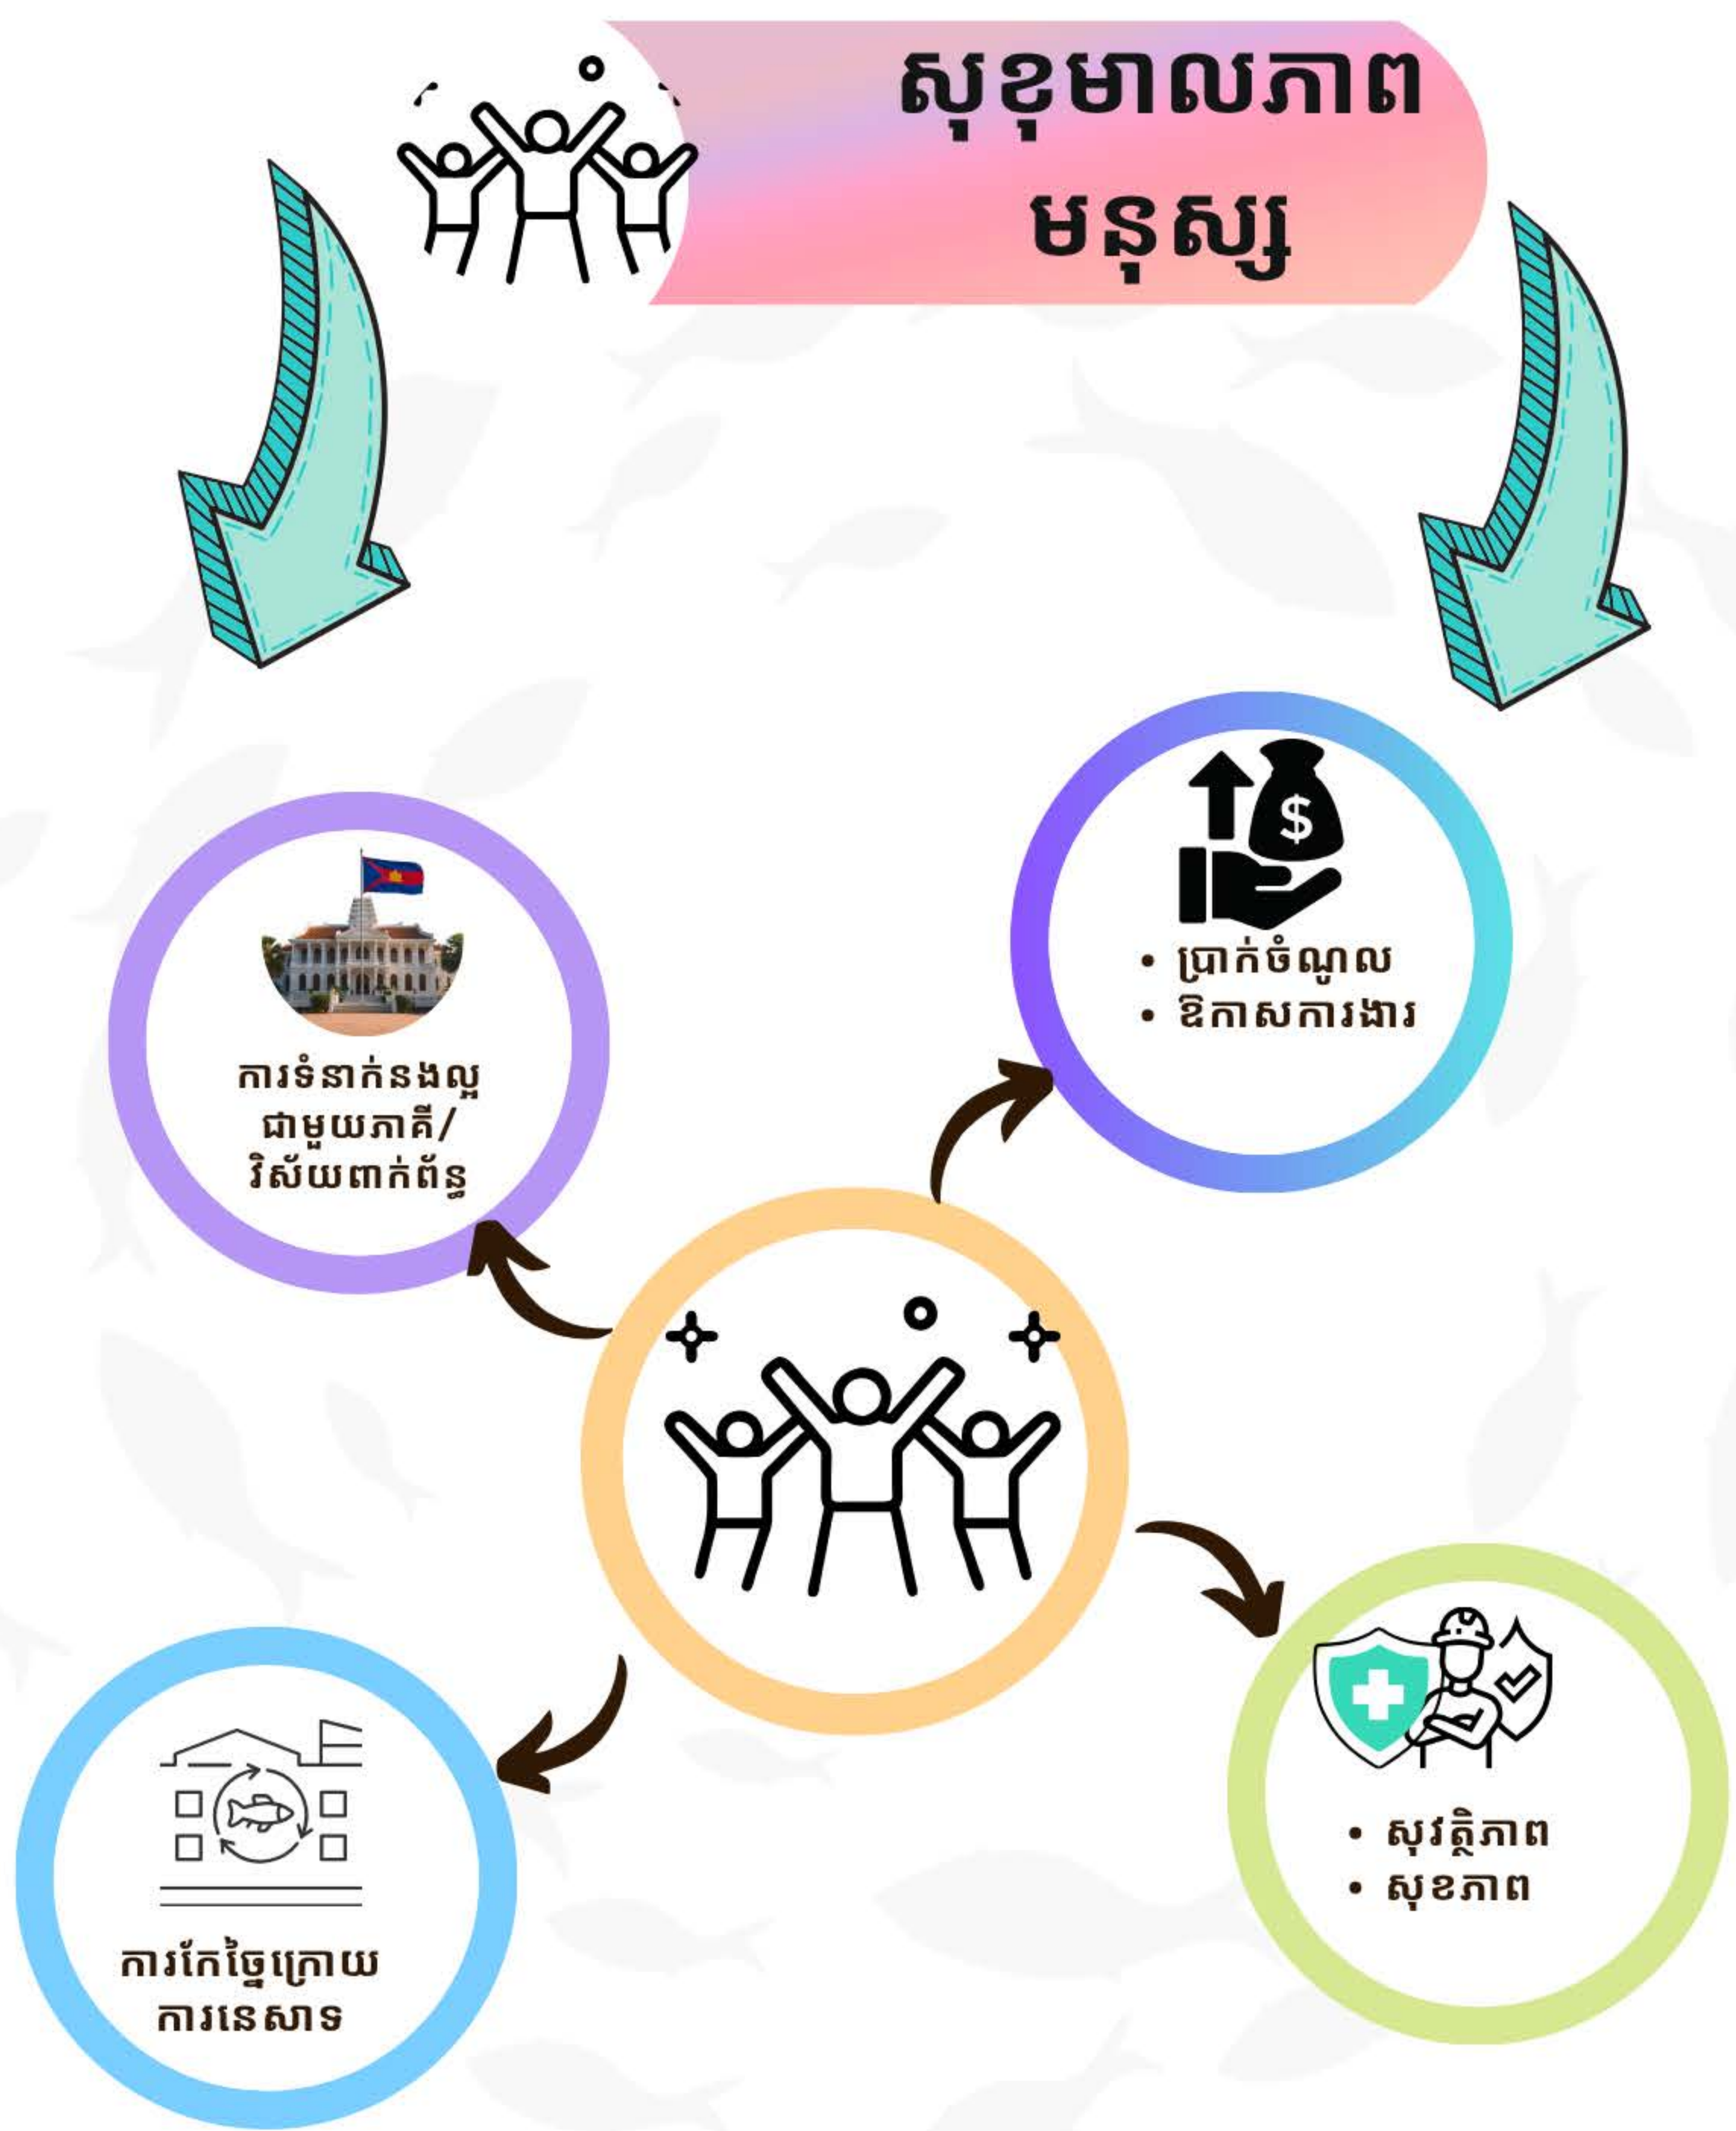 សុខុមាលភាព
មនុស្ស
$
• ប្រាក់ចំណូល
• ឱកាសការងារ
ការទំនាក់នងល្អ
ជាមួយភាគី/
វិស័យពាក់ព័ន្ធ
• សុវត្ថិភាព
• សុខភាព
ការកែច្នៃក្រោយ
ការនេសាទ